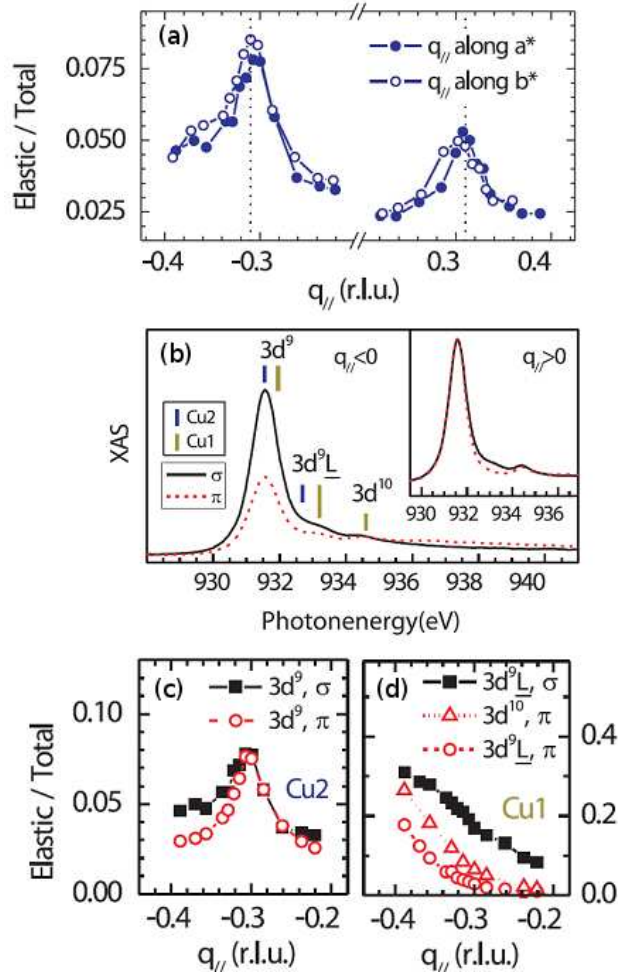 (a)
q// along a*
q// along b*
0.075
0.050
0.025
Elastic / Total
-0.4 -0.3 0.3 0.4
q// (r.l.u.)
(b)
3d⁹
q//<0
q//>0
Cu2
Cu1
σ
π
3d⁹L
3d¹⁰
XAS
930 932 934 936
930 932 934 936 938 940
Photonenergy(eV)
(c)
3d⁹, σ
3d⁹, π
Cu2
0.10
0.05
0.00
Elastic / Total
-0.4 -0.3 -0.2
q// (r.l.u.)
(d)
3d⁹L, σ
3d¹⁰, π
3d⁹L, π
Cu1
0.4
0.2
0.0
-0.4 -0.3 -0.2
q// (r.l.u.)